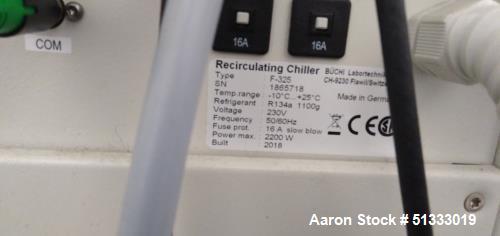 COM
16A
16A
Recirculating Chiller BÜCHI Labortechnik
Type F-325 CH-9230 Flawil/Switze
SN 1865718
Temp.range -10°C...+25°C
Refrigerant R134a 1100g Made in German
Voltage 230V
Frequency 50/60Hz
Fuse prot. 16 A slow blow
Power max. 2200 W
Built 2018
CE
Aaron Stock # 51333019